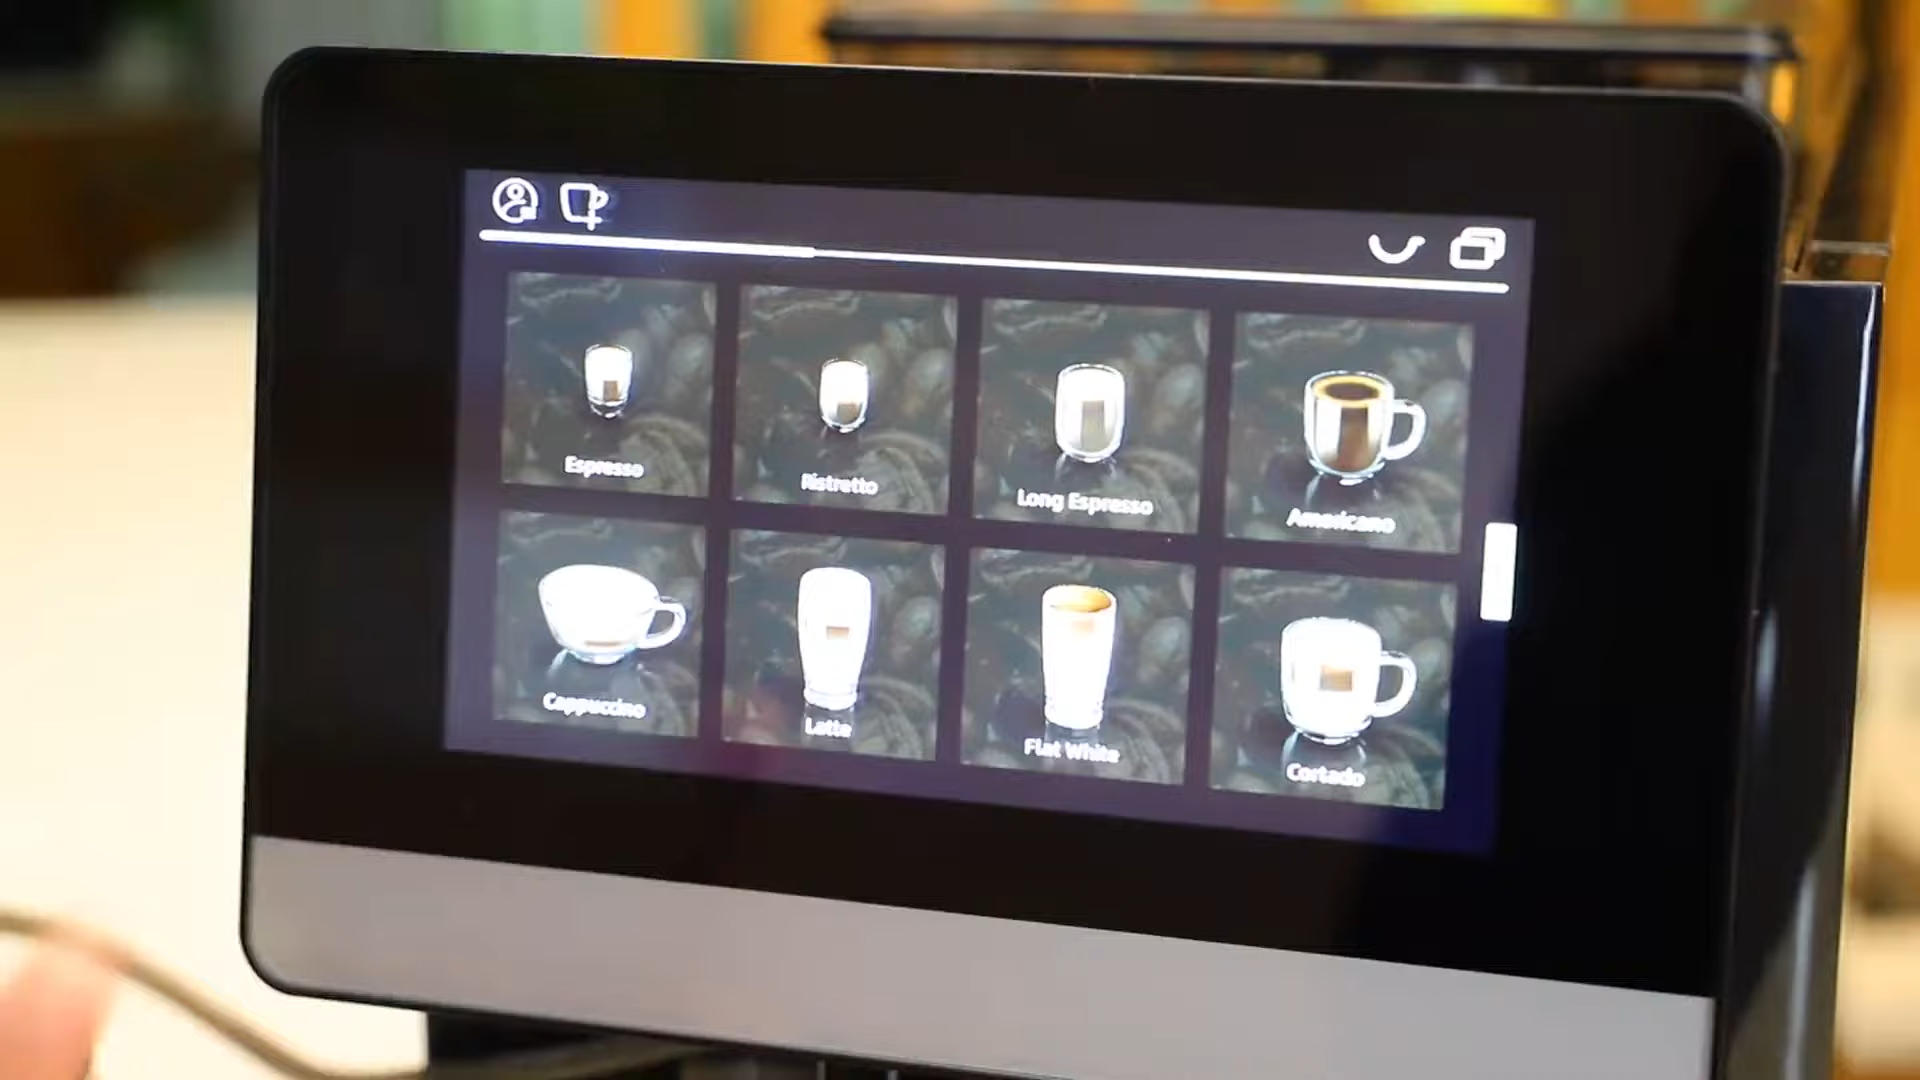 Espresso
Ristretto
Long Espresso
Americano
Cappuccino
Latte
Flat White
Cortado